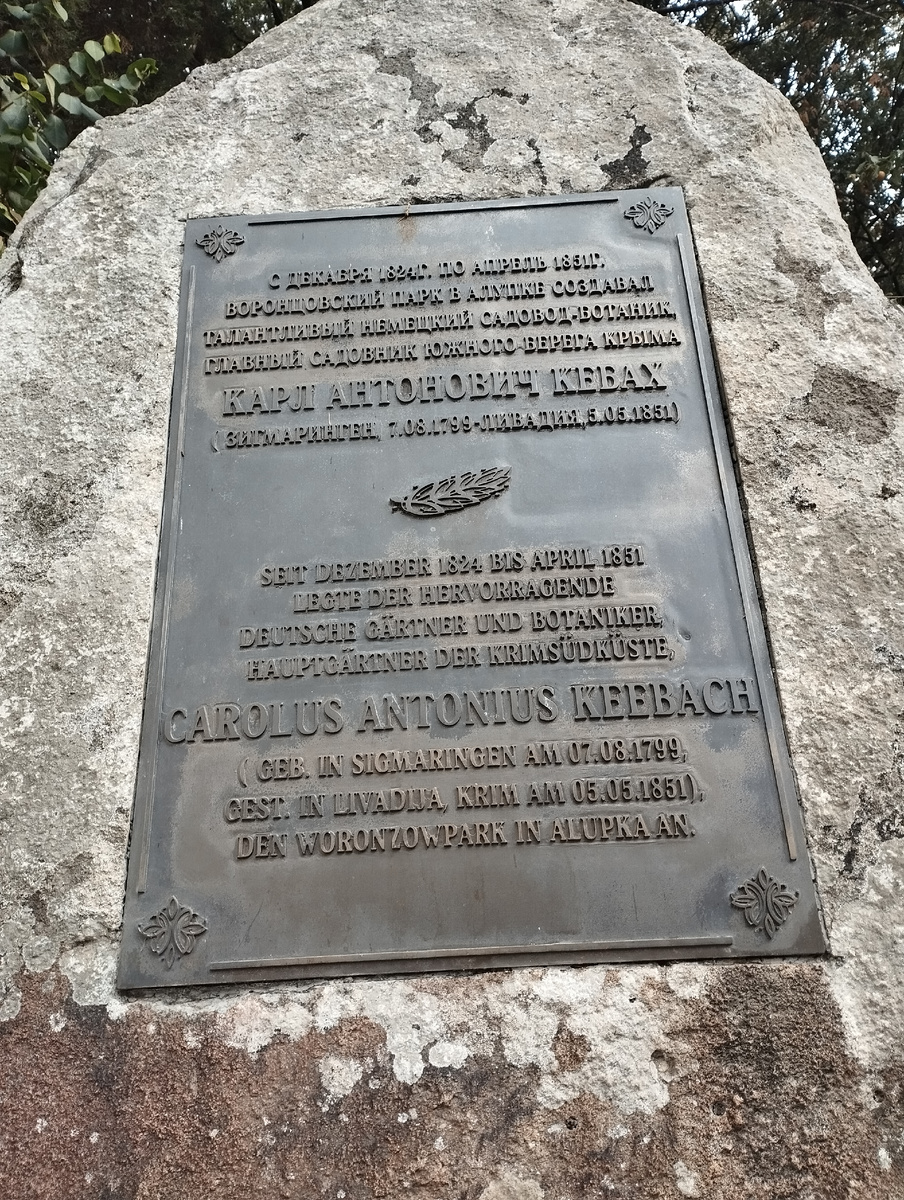 С ДЕКАБРЯ 1824Г. ПО АПРЕЛЬ 1851Г.
ВОРОНЦОВСКИЙ ПАРК В АЛУПКЕ СОЗДАВАЛ
ТАЛАНТЛИВЫЙ НЕМЕЦКИЙ САДОВОД-БОТАНИК,
ГЛАВНЫЙ САДОВНИК ЮЖНОГО БЕРЕГА КРЫМА
КАРЛ АНТОНОВИЧ КЕБАХ
(ЗИГМАРИНГЕН, 7.08.1799-ЛИВАДИЯ,5.05.1851)
SEIT DEZEMBER 1824 BIS APRIL 1851
LEGTE DER HERVORRAGENDE
DEUTSCHE GÄRTNER UND BOTANIKER,
HAUPTGÄRTNER DER KRIMSÜDKÜSTE,
CAROLUS ANTONIUS KEEBACH
( GEB. IN SIGMARINGEN AM 07.08.1799,
GEST. IN LIVADIJA, KRIM AM 05.05.1851),
DEN WORONZOWPARK IN ALUPKA AN.